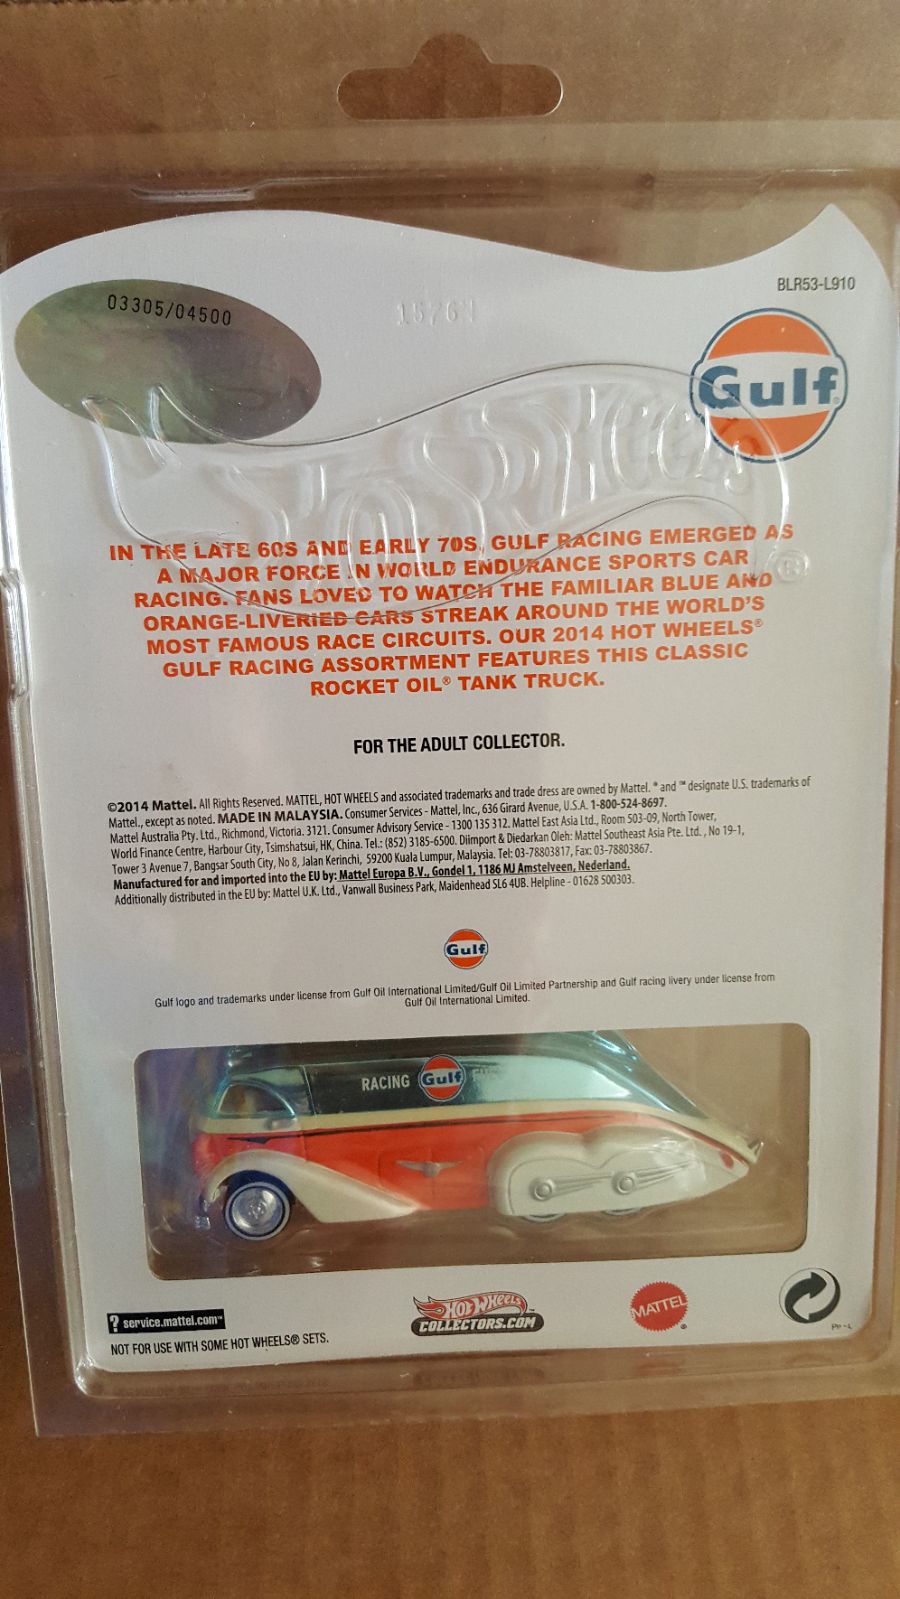 BLR53-L910
03305/04500
Gulf
HOT WHEELS ®
IN THE LATE 60S AND EARLY 70S, GULF RACING EMERGED AS
A MAJOR FORCE IN WORLD ENDURANCE SPORTS CAR
RACING. FANS LOVED TO WATCH THE FAMILIAR BLUE AND
ORANGE-LIVERIED CARS STREAK AROUND THE WORLD'S
MOST FAMOUS RACE CIRCUITS. OUR 2014 HOT WHEELS®
GULF RACING ASSORTMENT FEATURES THIS CLASSIC
ROCKET OIL® TANK TRUCK.
FOR THE ADULT COLLECTOR.
©2014 Mattel. All Rights Reserved. MATTEL, HOT WHEELS and associated trademarks and trade dress are owned by Mattel. ® and ™ designate U.S. trademarks of
Mattel., except as noted. MADE IN MALAYSIA. Consumer Services - Mattel, Inc., 636 Girard Avenue, U.S.A. 1-800-524-8697.
Mattel Australia Pty. Ltd., Richmond, Victoria. 3121. Consumer Advisory Service - 1300 135 312. Mattel East Asia Ltd., Room 503-09, North Tower,
World Finance Centre, Harbour City, Tsimshatsui, HK, China. Tel.: (852) 3185-6500. Diimport & Diedarkan Oleh: Mattel Southeast Asia Pte. Ltd. , No 19-1,
Tower 3 Avenue 7, Bangsar South City, No 8, Jalan Kerinchi, 59200 Kuala Lumpur, Malaysia. Tel: 03-78803817, Fax: 03-78803867.
Manufactured for and imported into the EU by: Mattel Europa B.V., Gondel 1, 1186 MJ Amstelveen, Nederland.
Additionally distributed in the EU by: Mattel U.K. Ltd., Vanwall Business Park, Maidenhead SL6 4UB. Helpline - 01628 500303.
Gulf
Gulf logo and trademarks under license from Gulf Oil International Limited/Gulf Oil Limited Partnership and Gulf racing livery under license from
Gulf Oil International Limited.
RACING Gulf
? service.mattel.com™
NOT FOR USE WITH SOME HOT WHEELS® SETS.
HOT WHEELS™
COLLECTORS.COM
MATTEL®